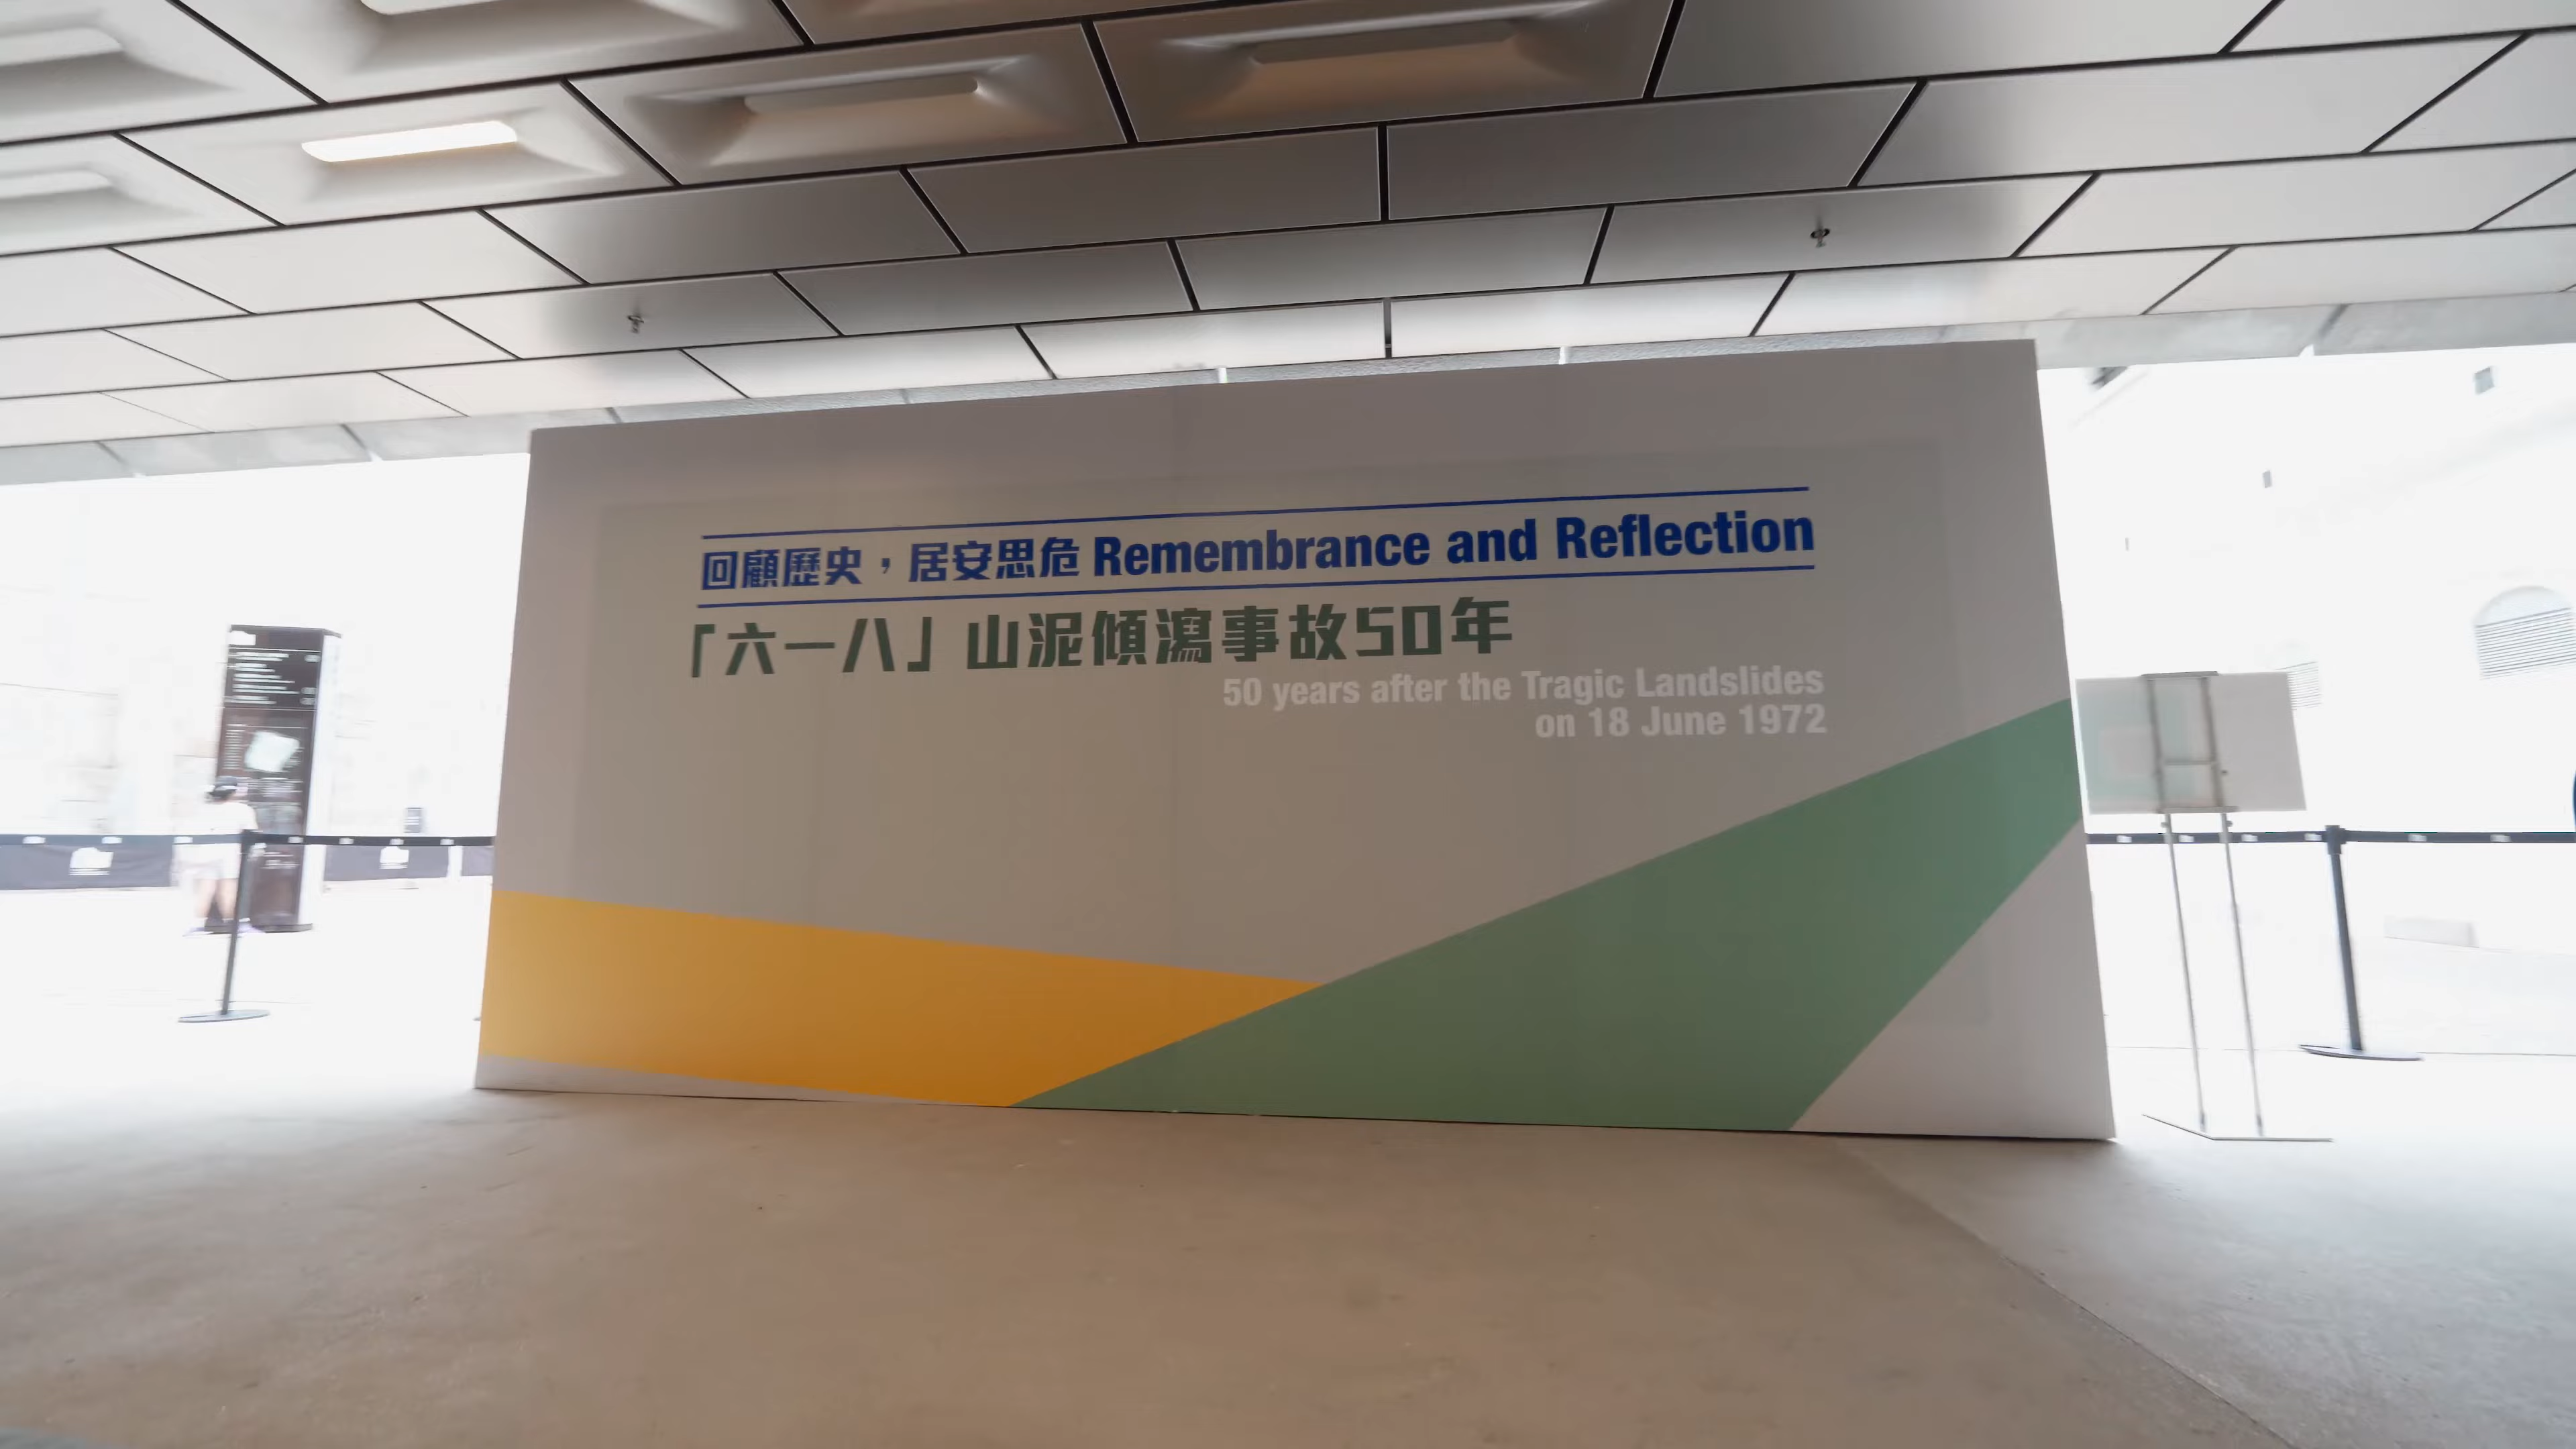 回顧歷史，居安思危 Remembrance and Reflection
「六一八」山泥傾瀉事故50年
50 years after the Tragic Landslides
on 18 June 1972